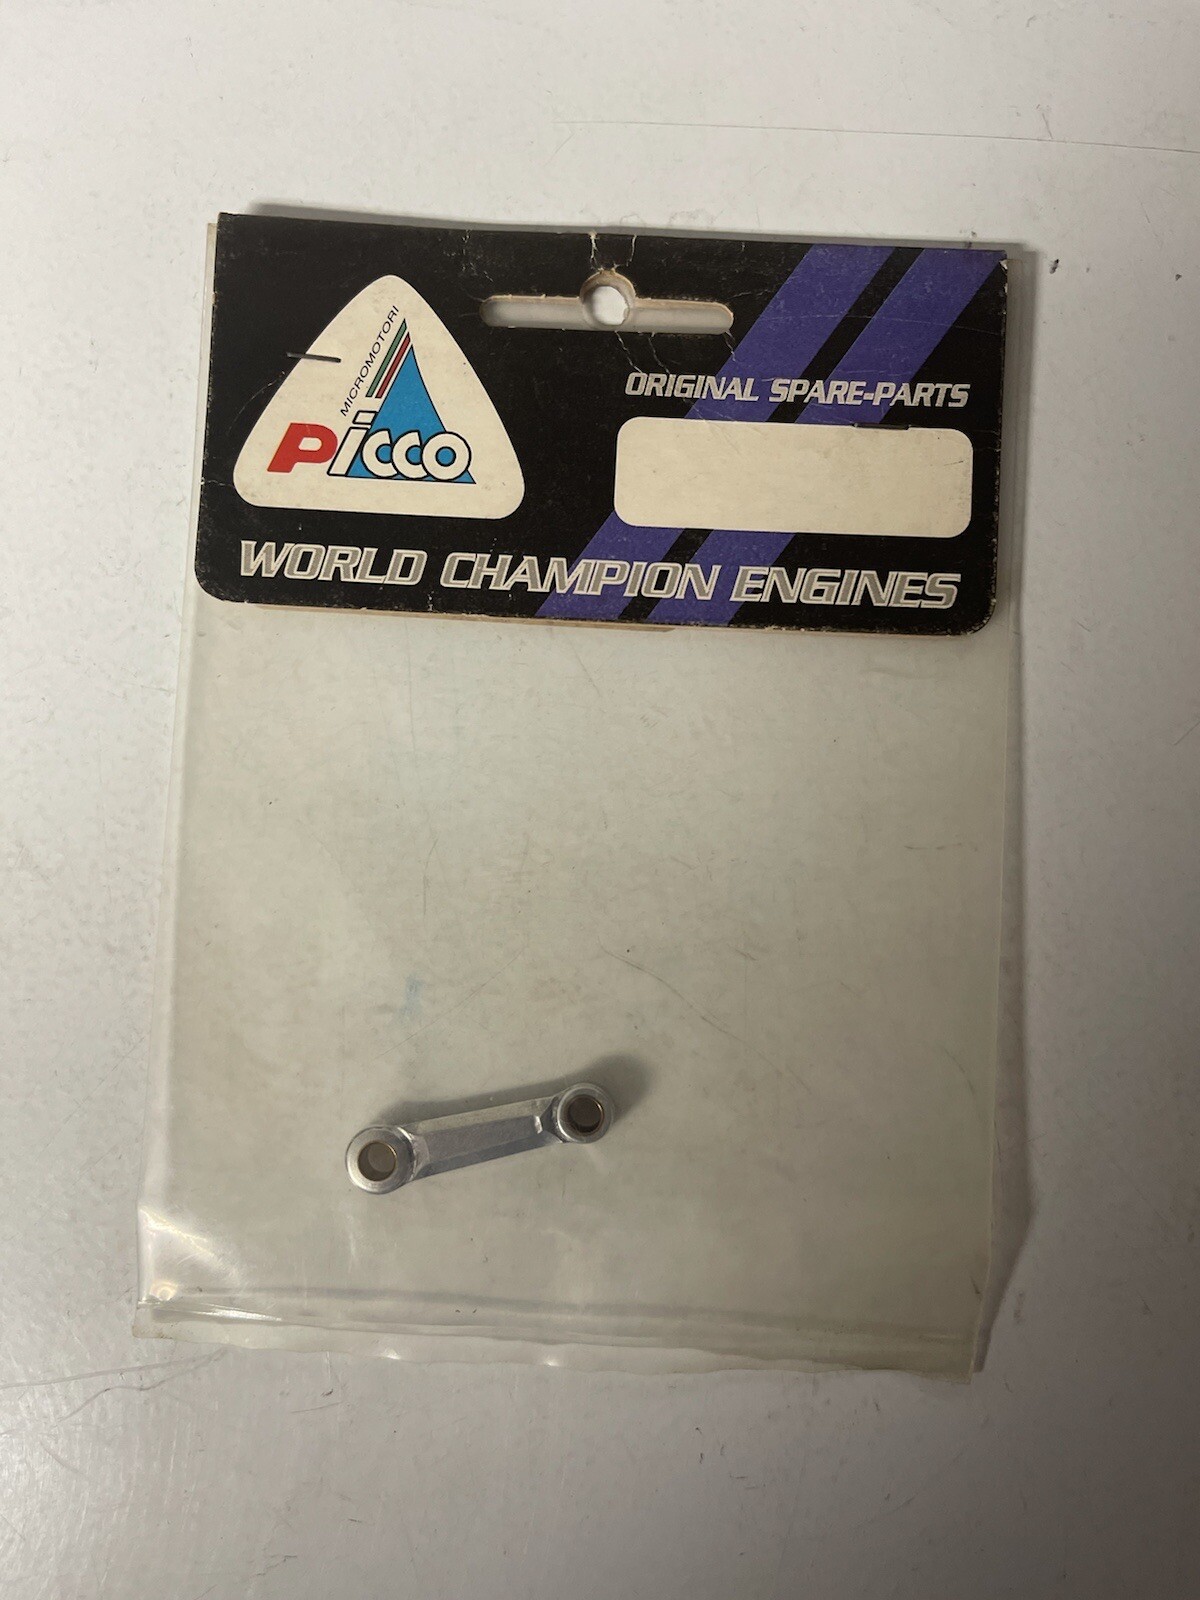 MICROMOTORI
Picco
ORIGINAL SPARE-PARTS
WORLD CHAMPION ENGINES